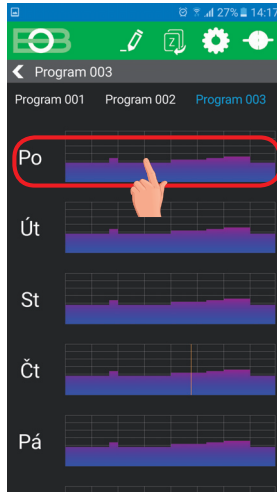 27% 14:17
EOB
Z
Program 003
Program 001 Program 002 Program 003
Po
Út
St
Čt
Pá